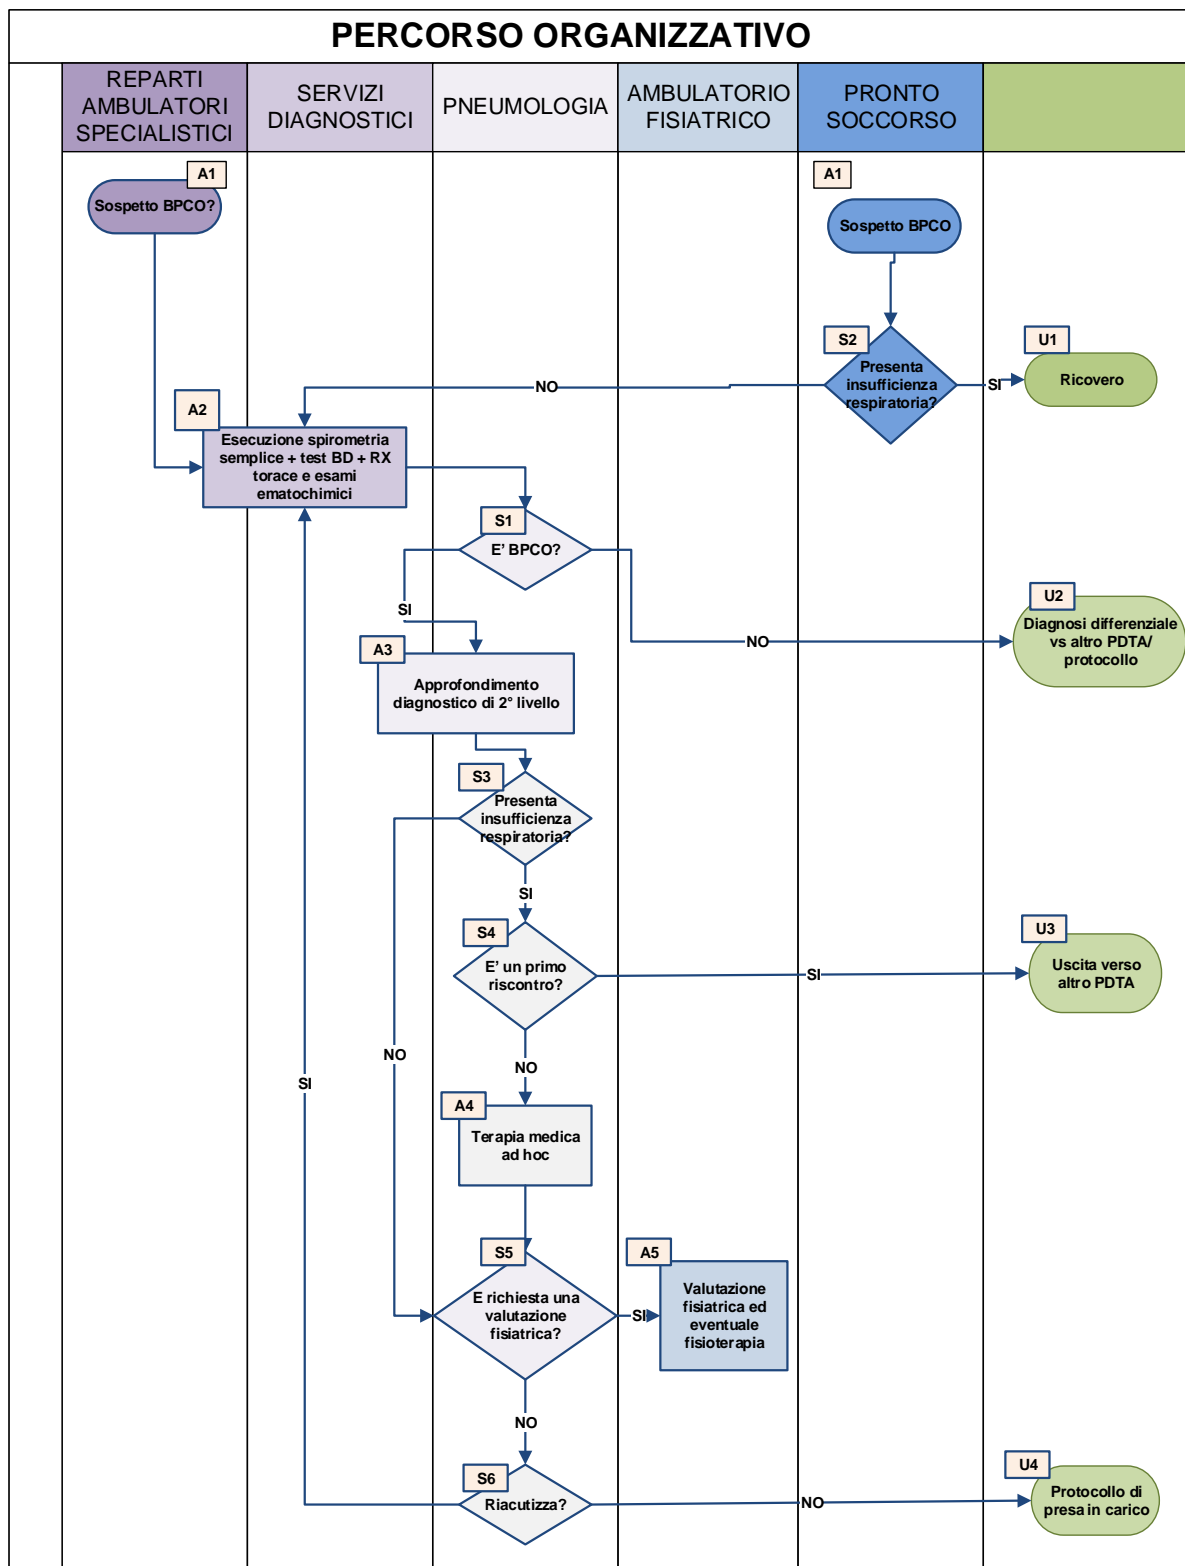 PERCORSO ORGANIZZATIVO
REPARTI
AMBULATORI
SPECIALISTICI
SERVIZI
DIAGNOSTICI
PNEUMOLOGIA
AMBULATORIO
FISIATRICO
PRONTO
SOCCORSO
A1
Sospetto BPCO?
A1
Sospetto BPCO
S2
Presenta
insufficienza
respiratoria?
NO
SI
U1
Ricovero
A2
Esecuzione spirometria
semplice + test BD + RX
torace e esami
ematochimici
S1
E' BPCO?
SI
NO
U2
Diagnosi differenziale
vs altro PDTA/
protocollo
A3
Approfondimento
diagnostico di 2° livello
S3
Presenta
insufficienza
respiratoria?
SI
NO
S4
E' un primo
riscontro?
SI
U3
Uscita verso
altro PDTA
NO
SI
A4
Terapia medica
ad hoc
S5
E richiesta una
valutazione
fisiatrica?
SI
A5
Valutazione
fisiatrica ed
eventuale
fisioterapia
NO
S6
Riacutizza?
NO
U4
Protocollo di
presa in carico